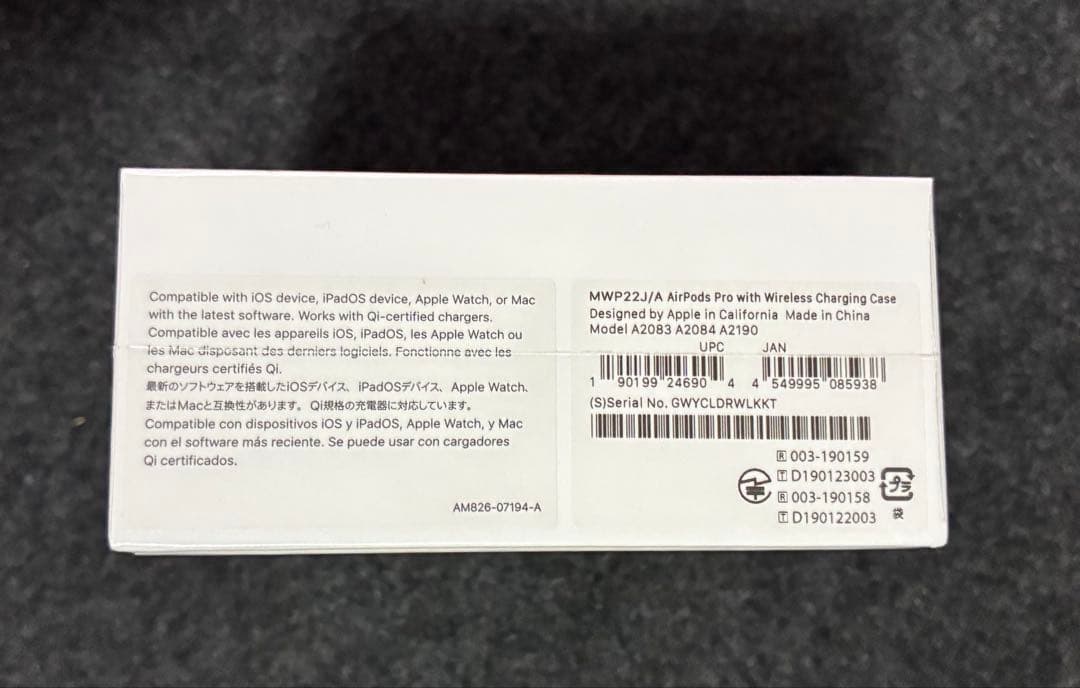 Compatible with iOS device, iPadOS device, Apple Watch, or Mac
with the latest software. Works with Qi-certified chargers.
Compatible avec les appareils iOS, iPadOS, les Apple Watch ou
les Mac disposant des derniers logiciels. Fonctionne avec les
chargeurs certifiés Qi.
最新のソフトウェアを搭載したiOSデバイス、iPadOSデバイス、Apple Watch、
またはMacと互換性があります。Qi規格の充電器に対応しています。
Compatible con dispositivos iOS y iPadOS, Apple Watch, y Mac
con el software más reciente. Se puede usar con cargadores
Qi certificados.
AM826-07194-A
MWP22J/A AirPods Pro with Wireless Charging Case
Designed by Apple in California Made in China
Model A2083 A2084 A2190
UPC JAN
1 90199 24690 4 4 549995 085938
(S)Serial No. GWYCLDRWLKKT
R 003-190159
T D190123003
R 003-190158
T D190122003
プラ
袋